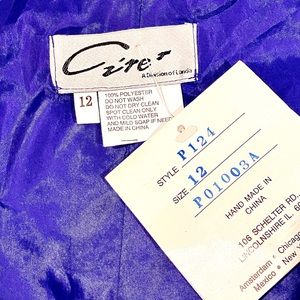 A Division of Landa
12
100% POLYESTER
DO NOT WASH
DO NOT DRY CLEAN
SPOT CLEAN ONLY
WITH COLD WATER
AND MILD SOAP IF NEED
MADE IN CHINA
STYLE P124
SIZE 12
P01003A
HAND MADE IN
CHINA
106 SCHELTER RD
LINCOLNSHIRE IL. 60
Amsterdam Chicago
Mexico • New Y